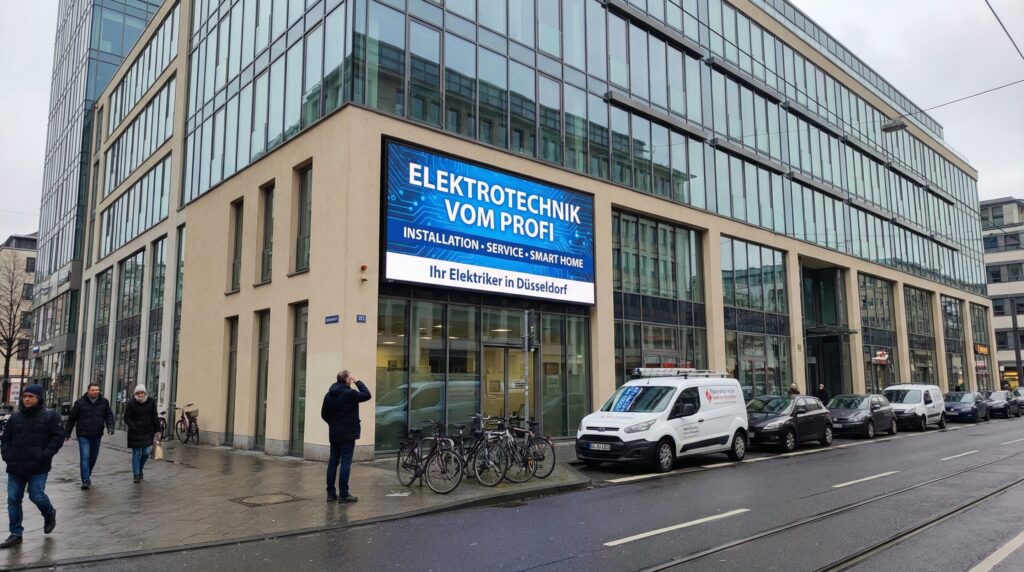 ELEKTROTECHNIK
VOM PROFI
INSTALLATION • SERVICE • SMART HOME
Ihr Elektriker in Düsseldorf